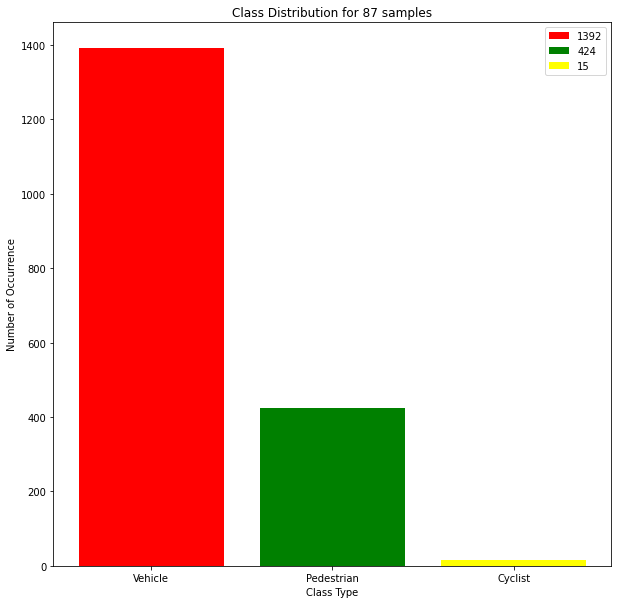 Class Distribution for 87 samples
1392
424
15
1400
1200
1000
800
600
400
200
0
Number of Occurrence
Vehicle
Pedestrian
Cyclist
Class Type